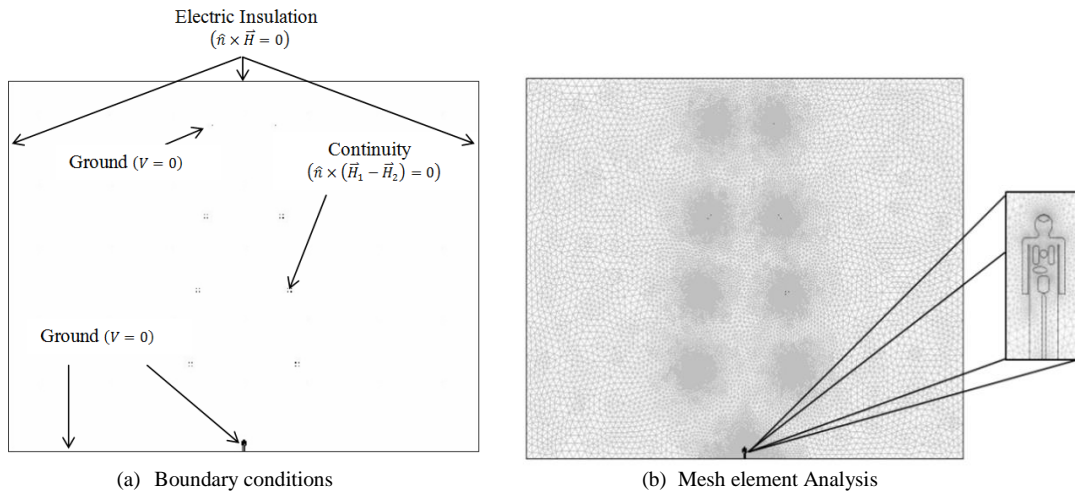 Electric Insulation
(n̂ × H⃗ = 0)
Ground (V = 0)
Continuity
(n̂ × (H⃗₁ − H⃗₂) = 0)
Ground (V = 0)
(a) Boundary conditions
(b) Mesh element Analysis